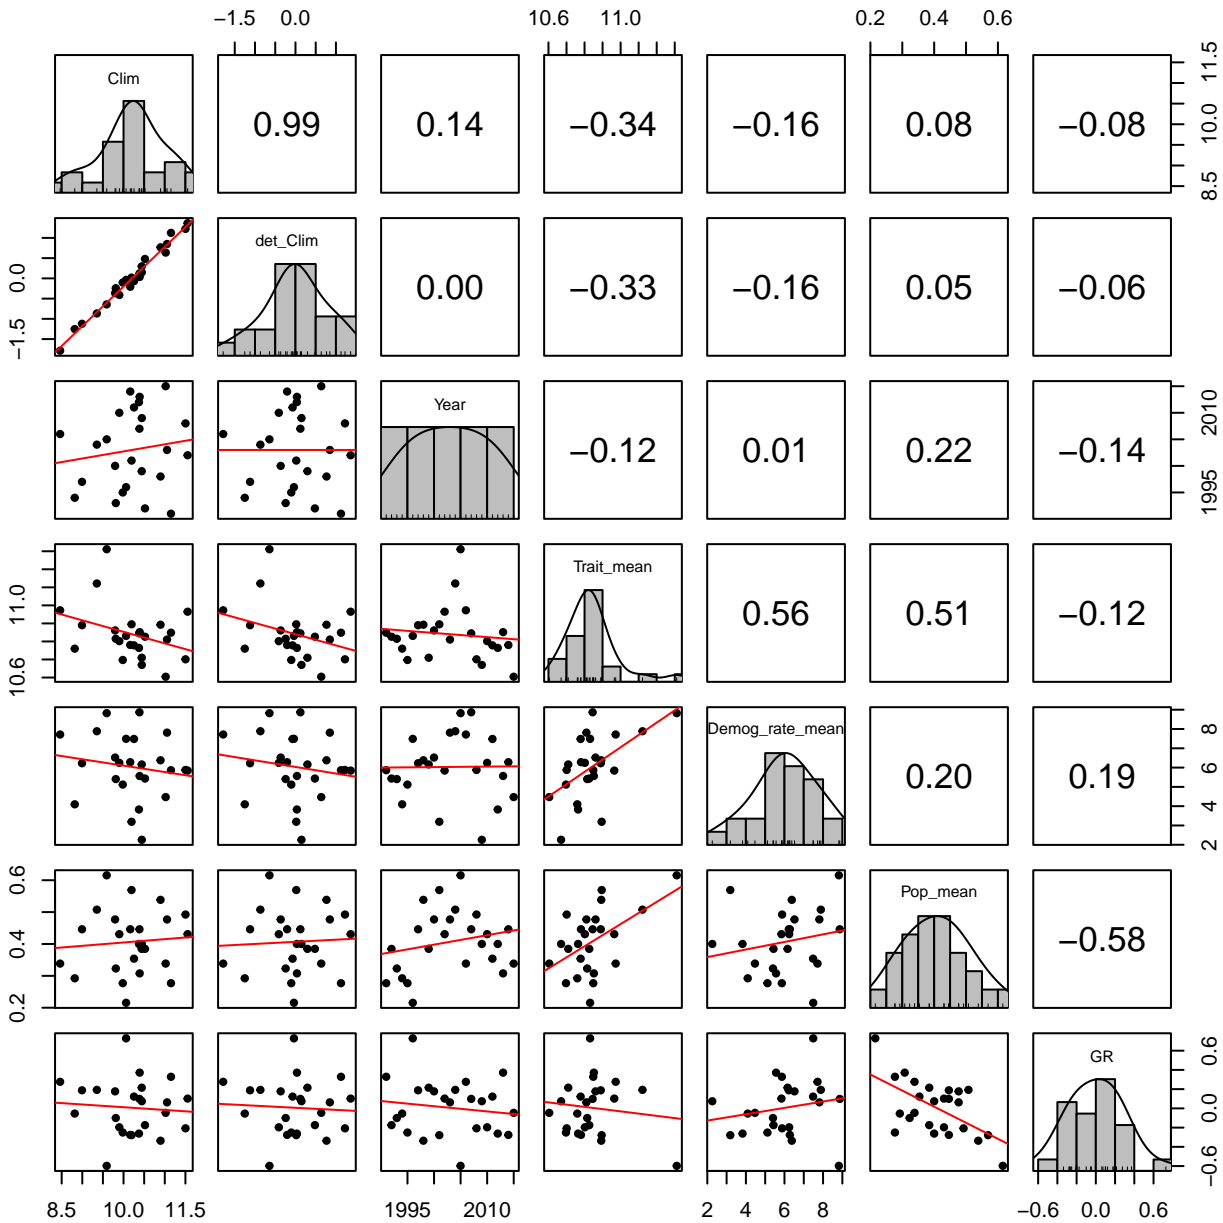 −1.5 0.0 10.6 11.0 0.2 0.4 0.6
Clim 0.99 0.14 −0.34 −0.16 0.08 −0.08 8.5 10.0 11.5
−1.5 0.0 det_Clim 0.00 −0.33 −0.16 0.05 −0.06
Year −0.12 0.01 0.22 −0.14 1995 2010
10.6 11.0 Trait_mean 0.56 0.51 −0.12
Demog_rate_mean 0.20 0.19 2 4 6 8
0.2 0.4 0.6 Pop_mean −0.58
GR −0.6 0.0 0.6
8.5 10.0 11.5 1995 2010 2 4 6 8 −0.6 0.0 0.6